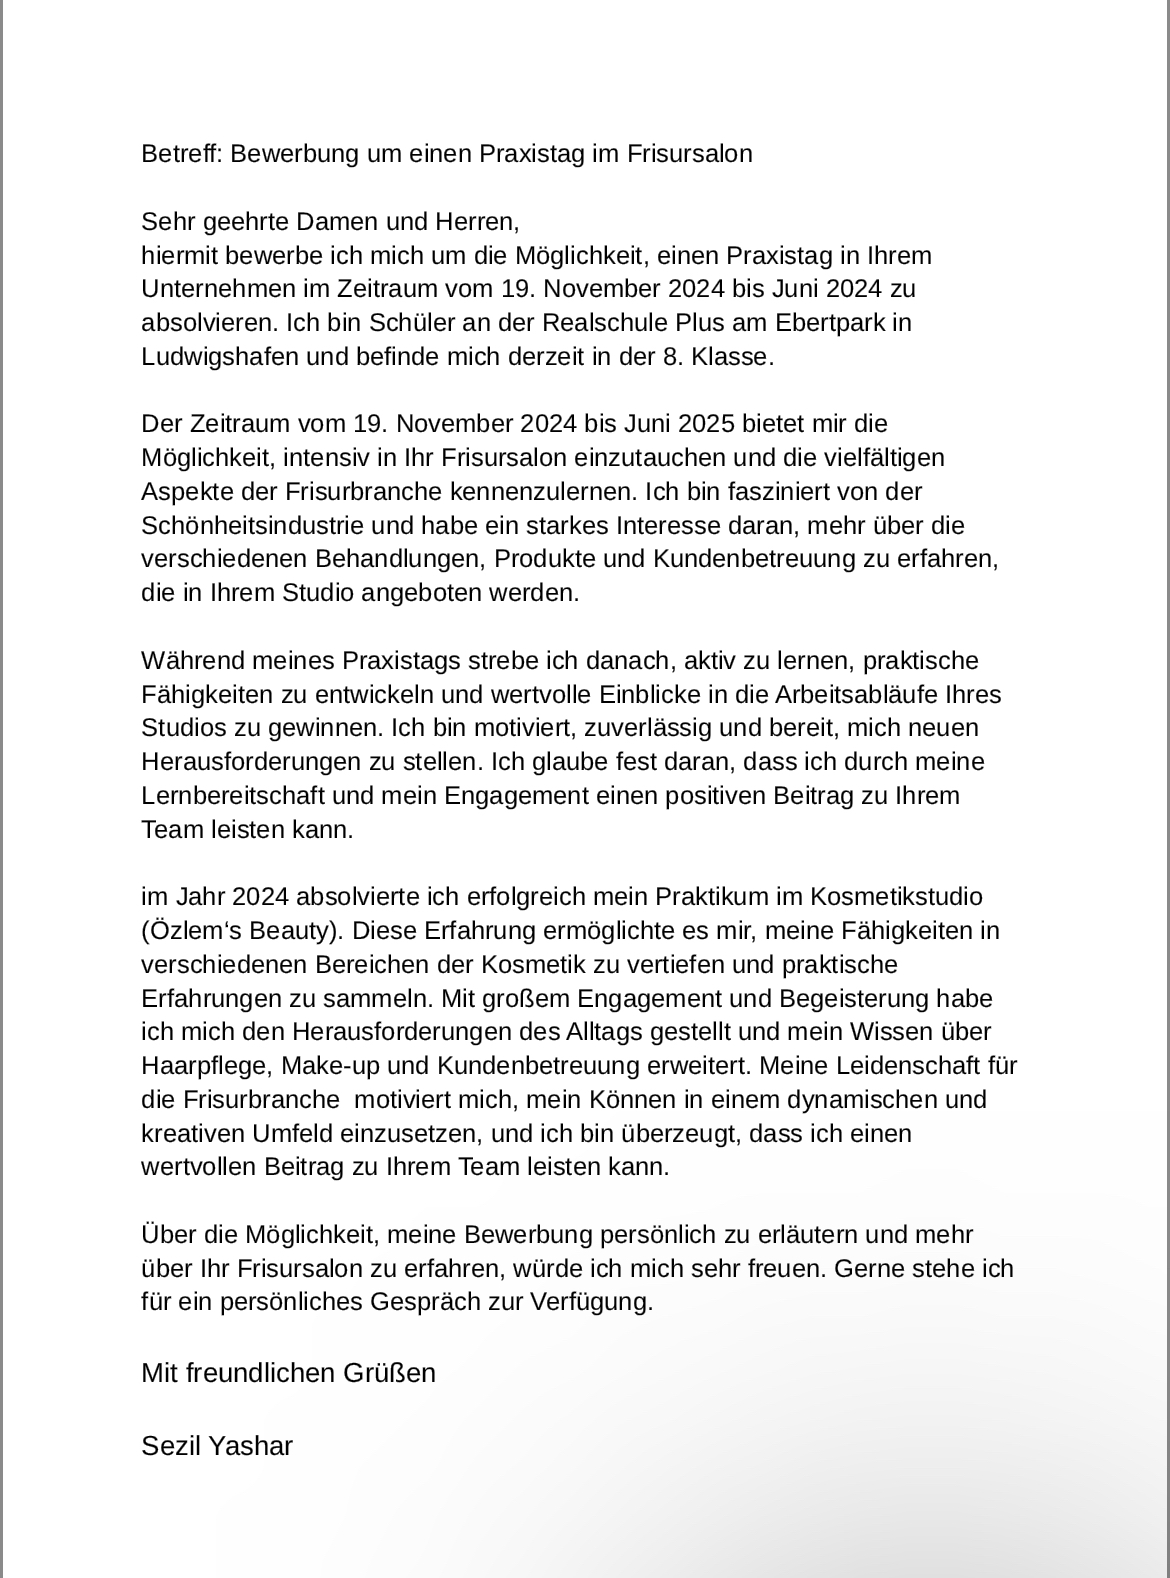 Betreff: Bewerbung um einen Praxistag im Frisursalon
Sehr geehrte Damen und Herren,
hiermit bewerbe ich mich um die Möglichkeit, einen Praxistag in Ihrem
Unternehmen im Zeitraum vom 19. November 2024 bis Juni 2024 zu
absolvieren. Ich bin Schüler an der Realschule Plus am Ebertpark in
Ludwigshafen und befinde mich derzeit in der 8. Klasse.
Der Zeitraum vom 19. November 2024 bis Juni 2025 bietet mir die
Möglichkeit, intensiv in Ihr Frisursalon einzutauchen und die vielfältigen
Aspekte der Frisurbranche kennenzulernen. Ich bin fasziniert von der
Schönheitsindustrie und habe ein starkes Interesse daran, mehr über die
verschiedenen Behandlungen, Produkte und Kundenbetreuung zu erfahren,
die in Ihrem Studio angeboten werden.
Während meines Praxistags strebe ich danach, aktiv zu lernen, praktische
Fähigkeiten zu entwickeln und wertvolle Einblicke in die Arbeitsabläufe Ihres
Studios zu gewinnen. Ich bin motiviert, zuverlässig und bereit, mich neuen
Herausforderungen zu stellen. Ich glaube fest daran, dass ich durch meine
Lernbereitschaft und mein Engagement einen positiven Beitrag zu Ihrem
Team leisten kann.
im Jahr 2024 absolvierte ich erfolgreich mein Praktikum im Kosmetikstudio
(Özlem‘s Beauty). Diese Erfahrung ermöglichte es mir, meine Fähigkeiten in
verschiedenen Bereichen der Kosmetik zu vertiefen und praktische
Erfahrungen zu sammeln. Mit großem Engagement und Begeisterung habe
ich mich den Herausforderungen des Alltags gestellt und mein Wissen über
Haarpflege, Make-up und Kundenbetreuung erweitert. Meine Leidenschaft für
die Frisurbranche  motiviert mich, mein Können in einem dynamischen und
kreativen Umfeld einzusetzen, und ich bin überzeugt, dass ich einen
wertvollen Beitrag zu Ihrem Team leisten kann.
Über die Möglichkeit, meine Bewerbung persönlich zu erläutern und mehr
über Ihr Frisursalon zu erfahren, würde ich mich sehr freuen. Gerne stehe ich
für ein persönliches Gespräch zur Verfügung.
Mit freundlichen Grüßen
Sezil Yashar